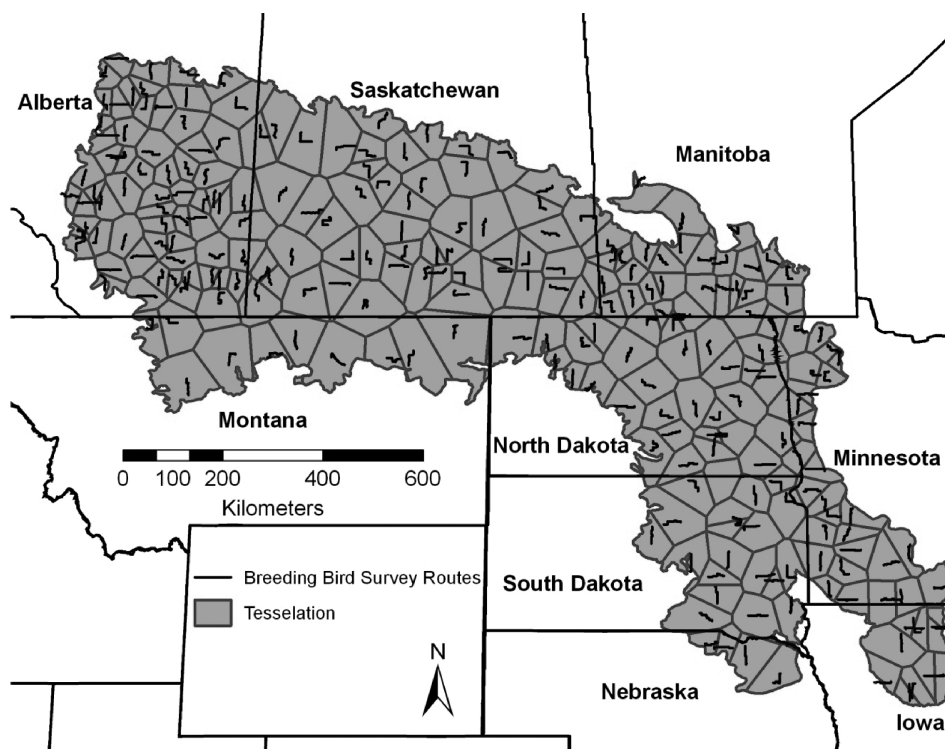 Alberta
Saskatchewan
Manitoba
Montana
0 100 200 400 600
Kilometers
North Dakota
Minnesota
South Dakota
Breeding Bird Survey Routes
Tesselation
N
Nebraska
Iowa